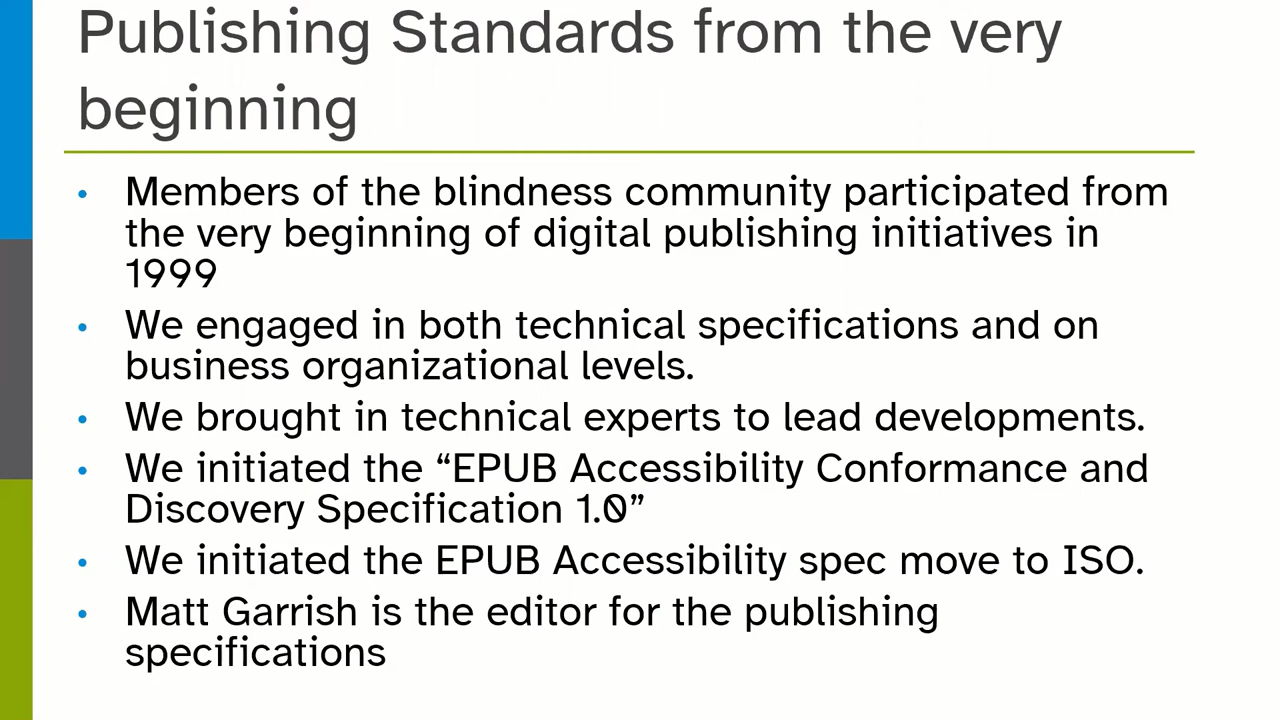 Publishing Standards from the very
beginning
• Members of the blindness community participated from
the very beginning of digital publishing initiatives in
1999
• We engaged in both technical specifications and on
business organizational levels.
• We brought in technical experts to lead developments.
• We initiated the “EPUB Accessibility Conformance and
Discovery Specification 1.0”
• We initiated the EPUB Accessibility spec move to ISO.
• Matt Garrish is the editor for the publishing
specifications